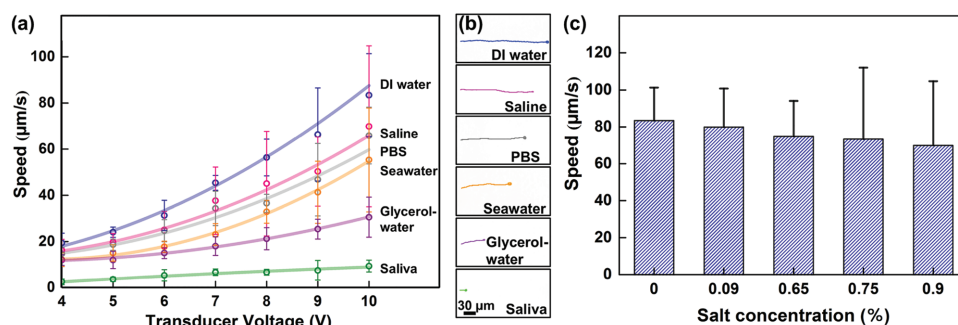 (a)
Speed (µm/s)
100
80
60
40
20
0
4
5
6
7
8
9
10
Transducer Voltage (V)
DI water
Saline
PBS
Seawater
Glycerol-
water
Saliva
(b)
DI water
Saline
PBS
Seawater
Glycerol-
water
30 µm
Saliva
(c)
Speed (µm/s)
120
100
80
60
40
20
0
0
0.09
0.65
0.75
0.9
Salt concentration (%)